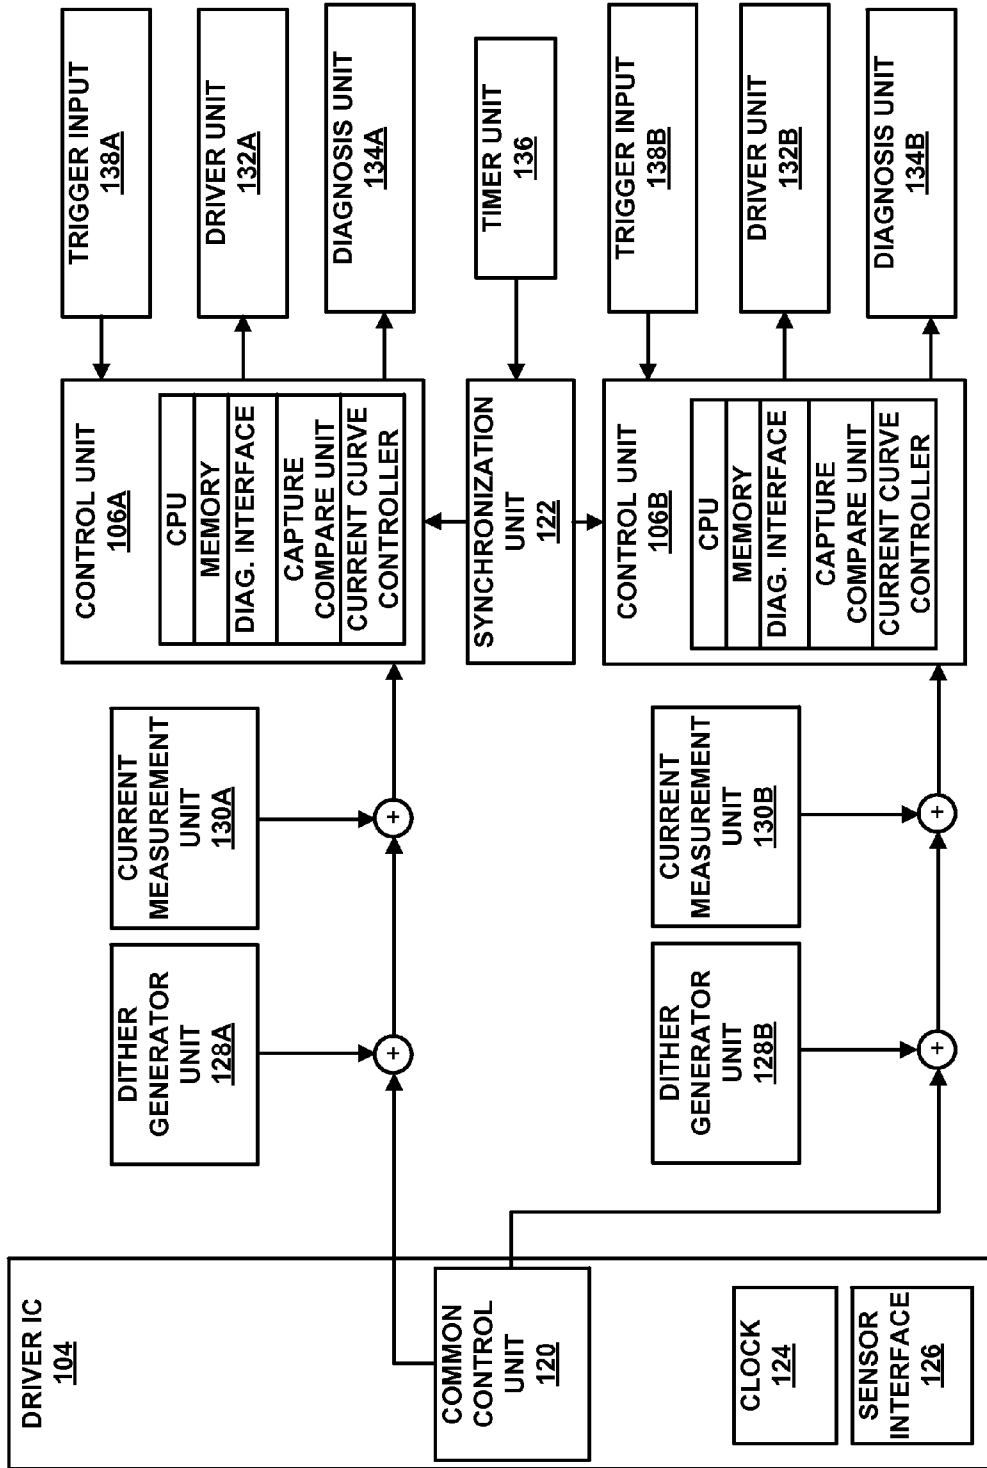 DRIVER IC
104
COMMON
CONTROL
UNIT
120
CLOCK
124
SENSOR
INTERFACE
126
DITHER
GENERATOR
UNIT
128A
+
CURRENT
MEASUREMENT
UNIT
130A
+
DITHER
GENERATOR
UNIT
128B
+
CURRENT
MEASUREMENT
UNIT
130B
+
CONTROL UNIT
106A
CPU
MEMORY
DIAG. INTERFACE
CAPTURE
COMPARE UNIT
CURRENT CURVE
CONTROLLER
SYNCHRONIZATION
UNIT
122
CONTROL UNIT
106B
CPU
MEMORY
DIAG. INTERFACE
CAPTURE
COMPARE UNIT
CURRENT CURVE
CONTROLLER
TRIGGER INPUT
138A
DRIVER UNIT
132A
DIAGNOSIS UNIT
134A
TIMER UNIT
136
TRIGGER INPUT
138B
DRIVER UNIT
132B
DIAGNOSIS UNIT
134B